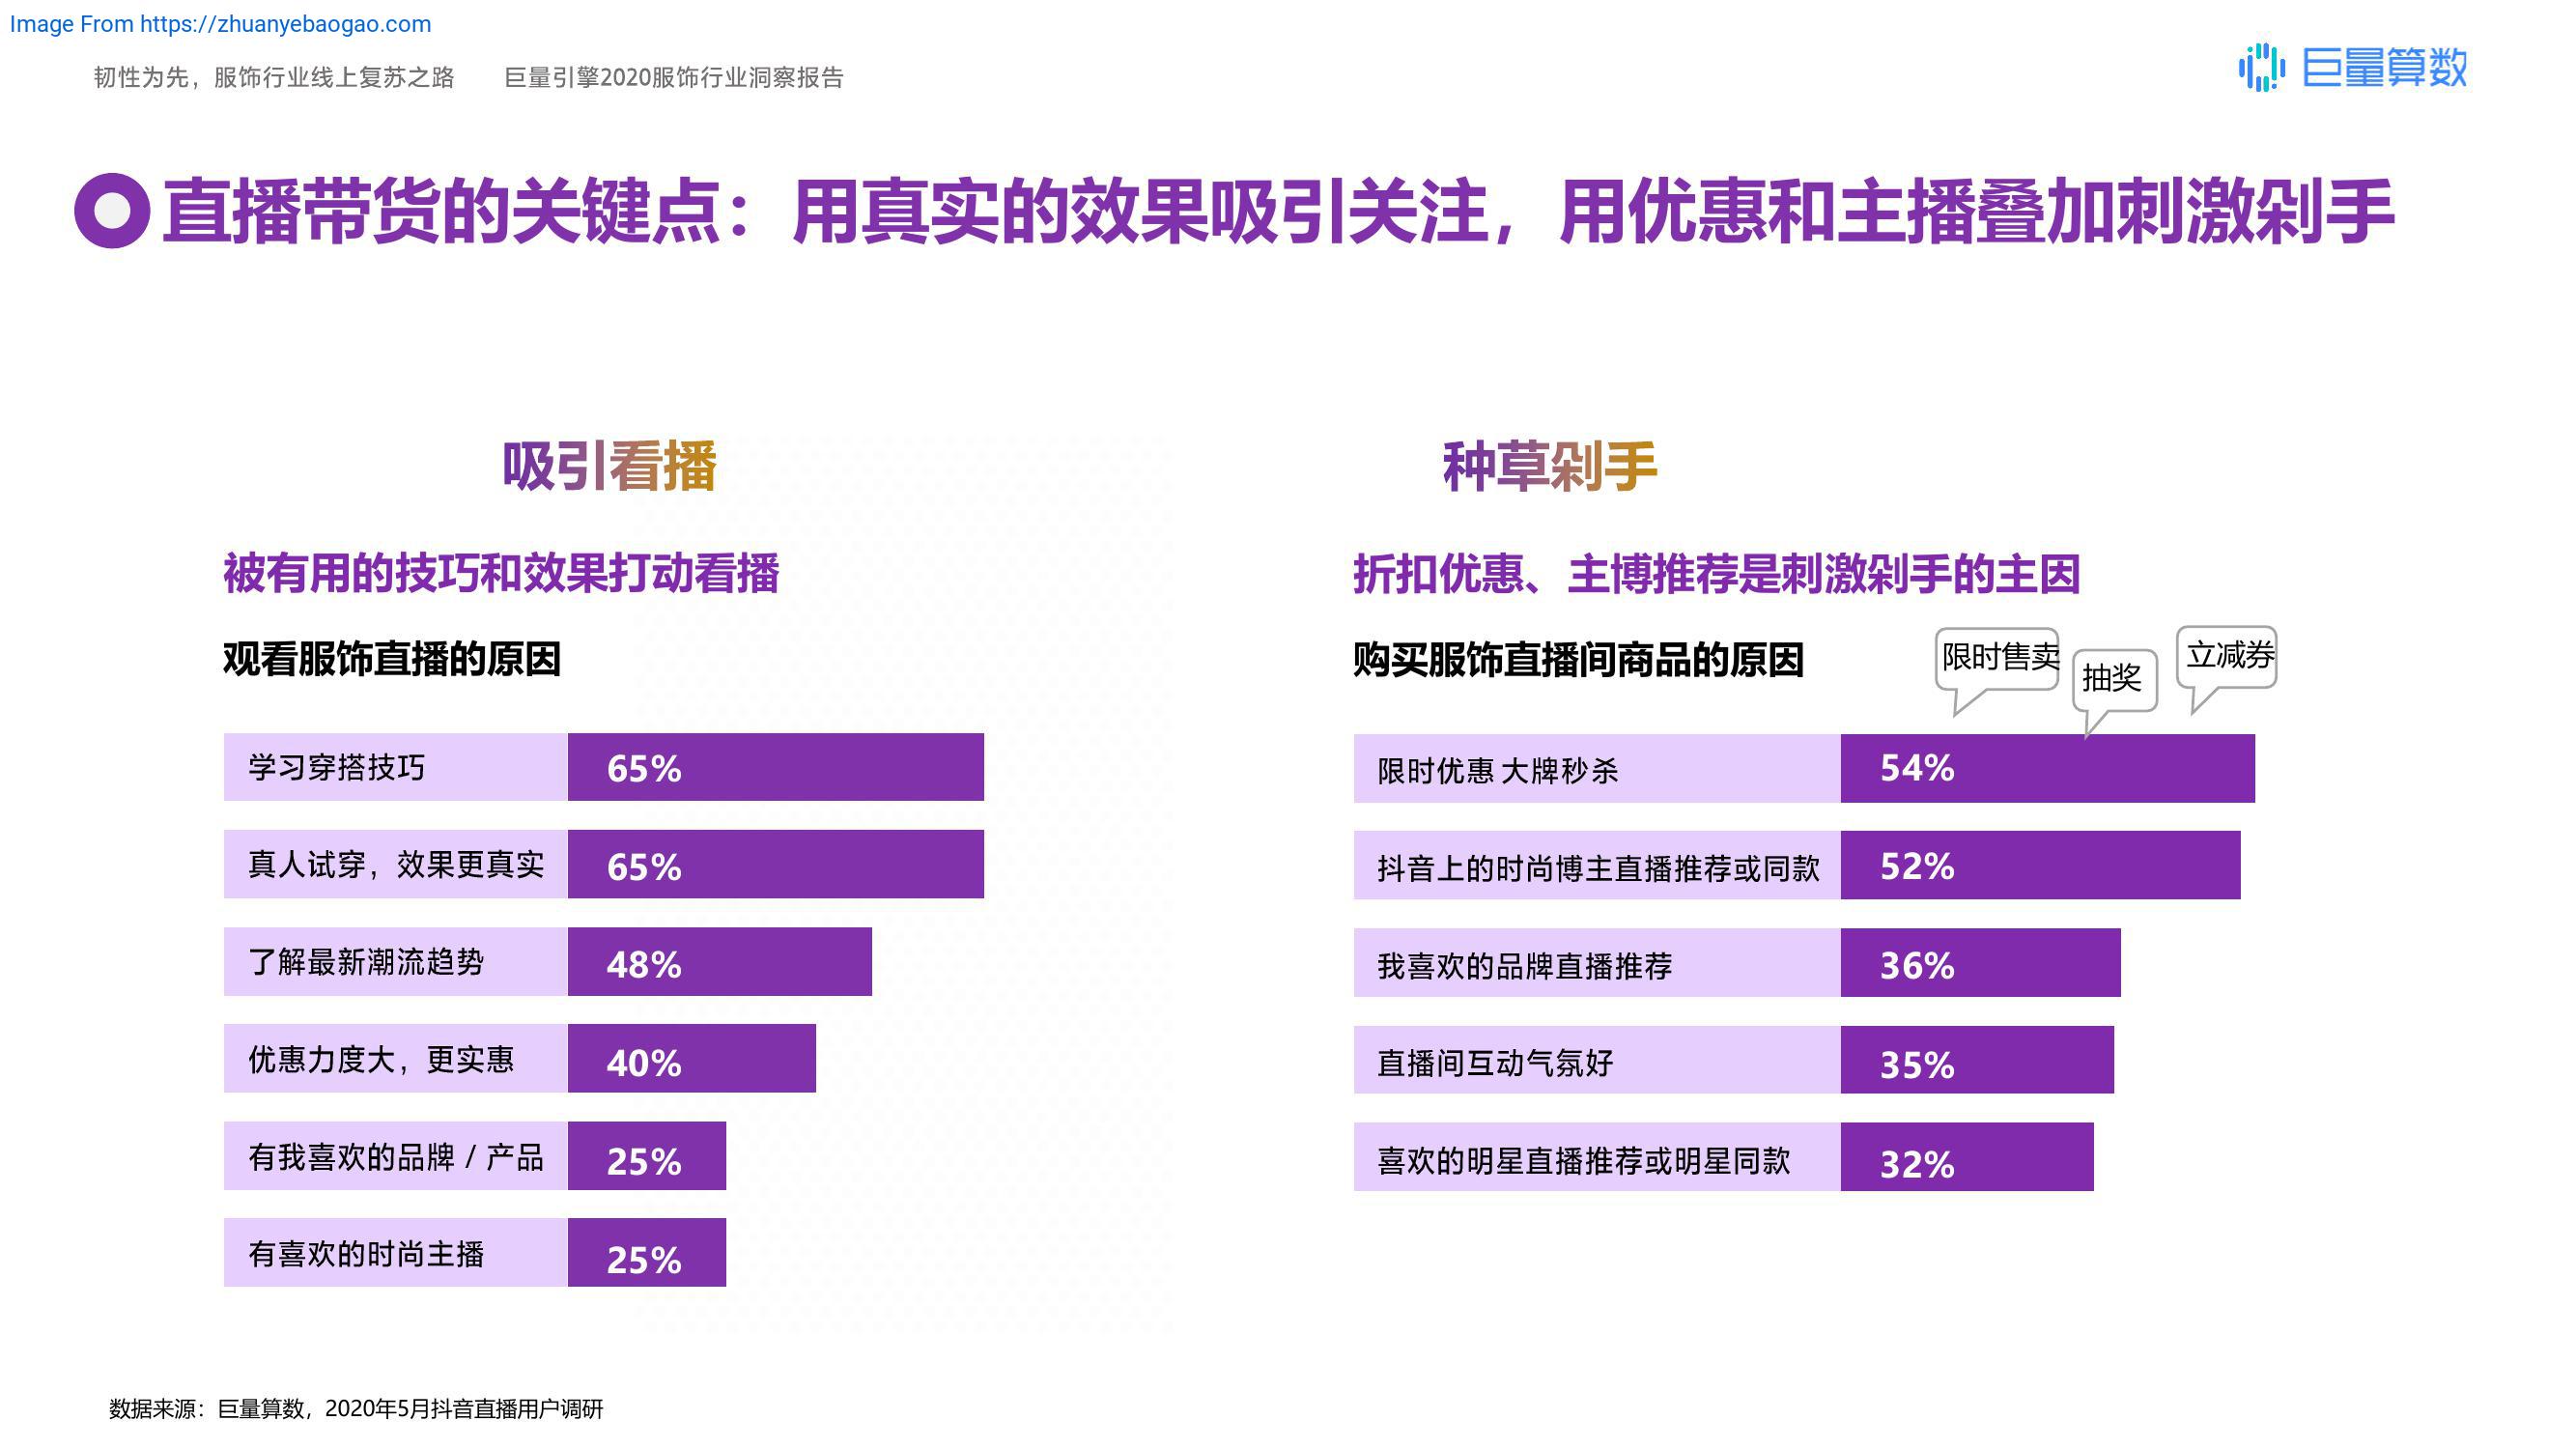 Image From https://zhuanyebaogao.com
韧性为先，服饰行业线上复苏之路 巨量引擎2020服饰行业洞察报告
巨量算数
直播带货的关键点：用真实的效果吸引关注，用优惠和主播叠加刺激剁手
吸引看播
被有用的技巧和效果打动看播
观看服饰直播的原因
学习穿搭技巧 65%
真人试穿，效果更真实 65%
了解最新潮流趋势 48%
优惠力度大，更实惠 40%
有我喜欢的品牌 / 产品 25%
有喜欢的时尚主播 25%
种草剁手
折扣优惠、主博推荐是刺激剁手的主因
购买服饰直播间商品的原因
限时售卖
抽奖
立减券
限时优惠 大牌秒杀 54%
抖音上的时尚博主直播推荐或同款 52%
我喜欢的品牌直播推荐 36%
直播间互动气氛好 35%
喜欢的明星直播推荐或明星同款 32%
数据来源：巨量算数，2020年5月抖音直播用户调研